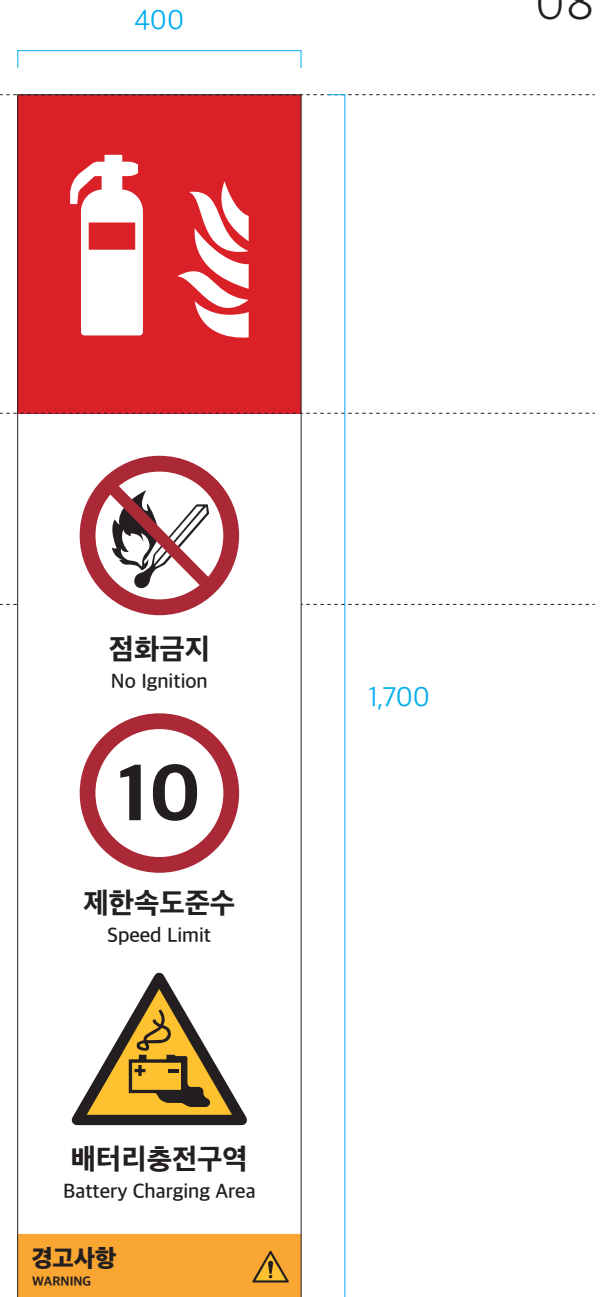 08
400
점화금지
No Ignition
1,700
10
제한속도준수
Speed Limit
배터리충전구역
Battery Charging Area
경고사항
WARNING